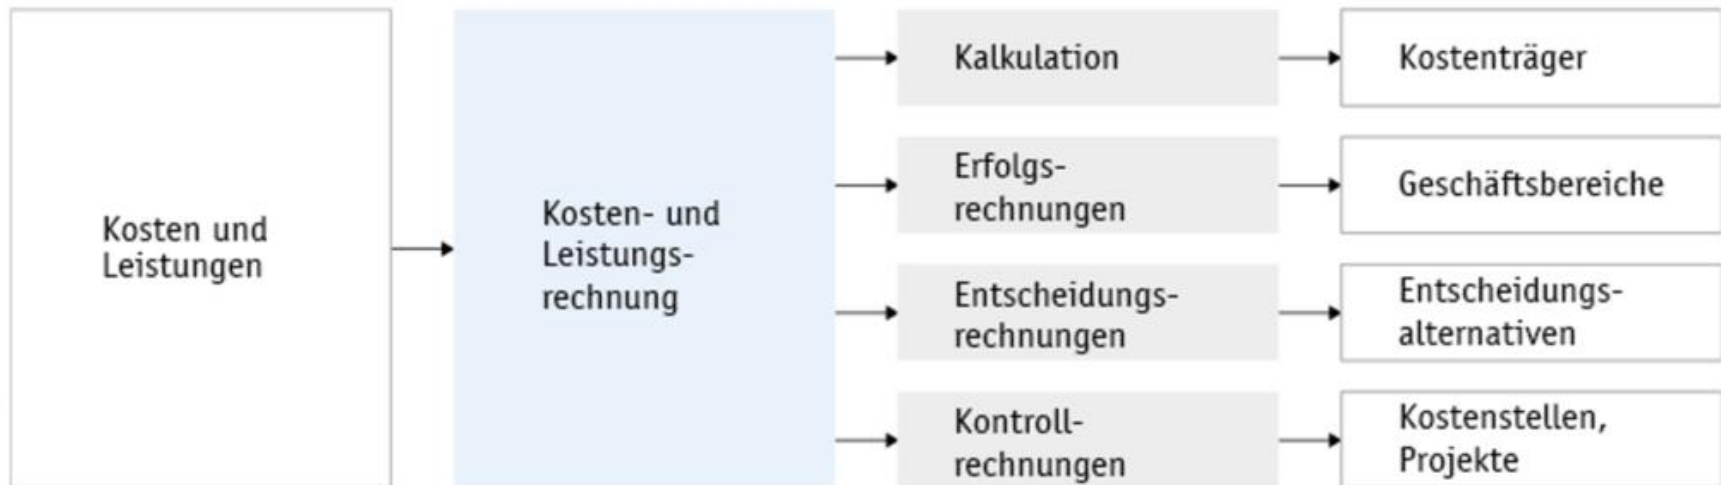 Kosten und
Leistungen
Kosten- und
Leistungs-
rechnung
Kalkulation
Kostenträger
Erfolgs-
rechnungen
Geschäftsbereiche
Entscheidungs-
rechnungen
Entscheidungs-
alternativen
Kontroll-
rechnungen
Kostenstellen,
Projekte